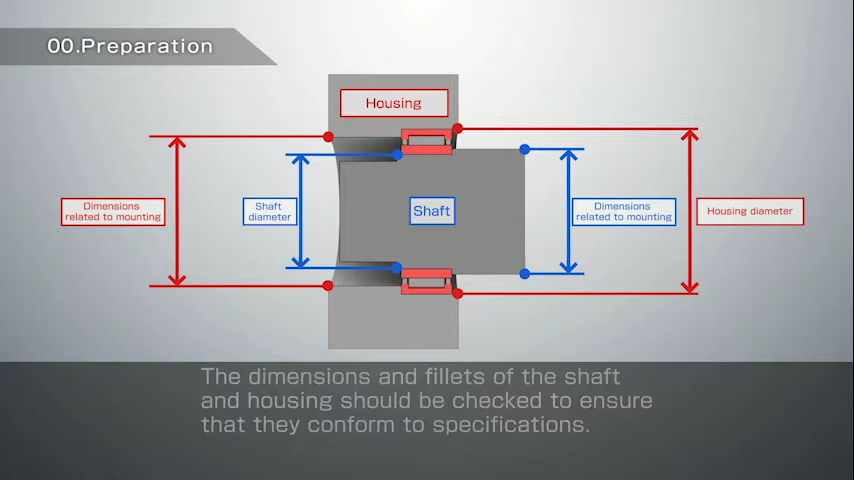 00.Preparation
Housing
Dimensions
related to mounting
Shaft
diameter
Shaft
Dimensions
related to mounting
Housing diameter
The dimensions and fillets of the shaft
and housing should be checked to ensure
that they conform to specifications.